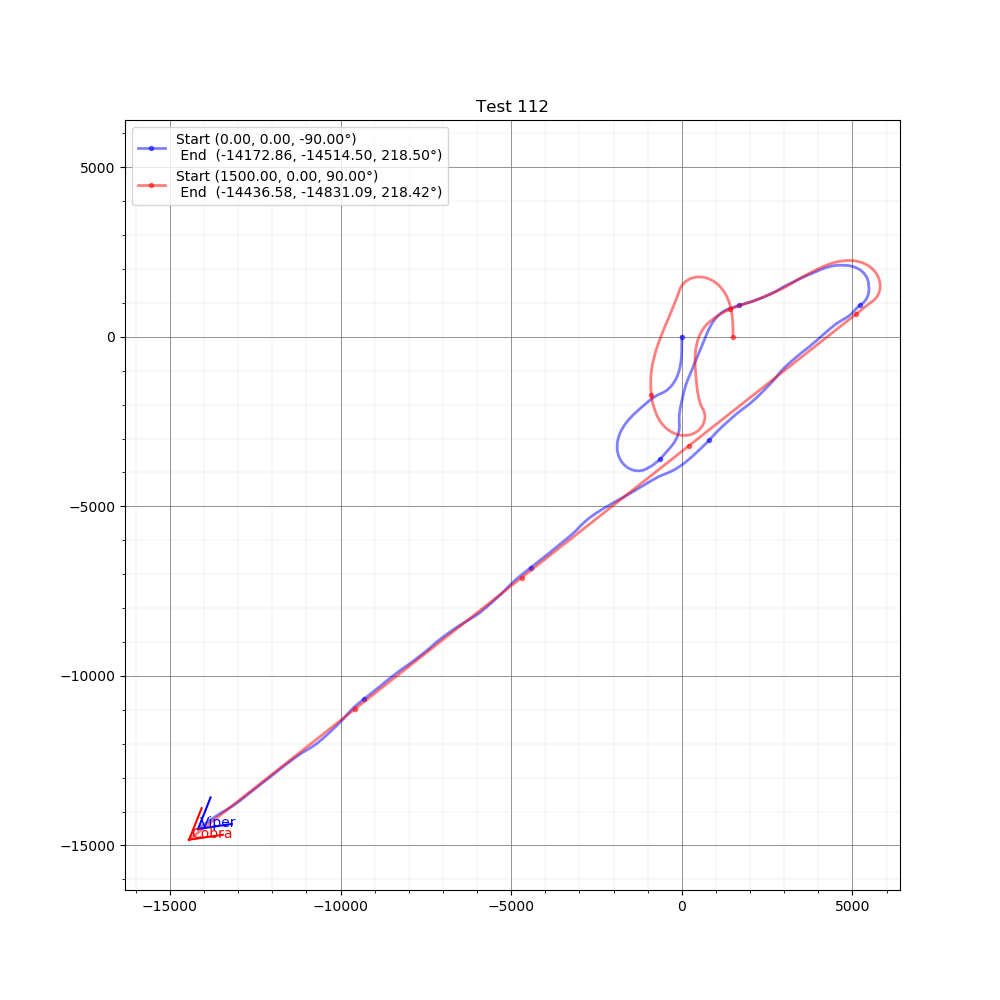 Test 112
Start (0.00, 0.00, -90.00°)
End (-14172.86, -14514.50, 218.50°)
Start (1500.00, 0.00, 90.00°)
End (-14436.58, -14831.09, 218.42°)
5000
0
−5000
−10000
−15000
Viper
Cobra
−15000 −10000 −5000 0 5000